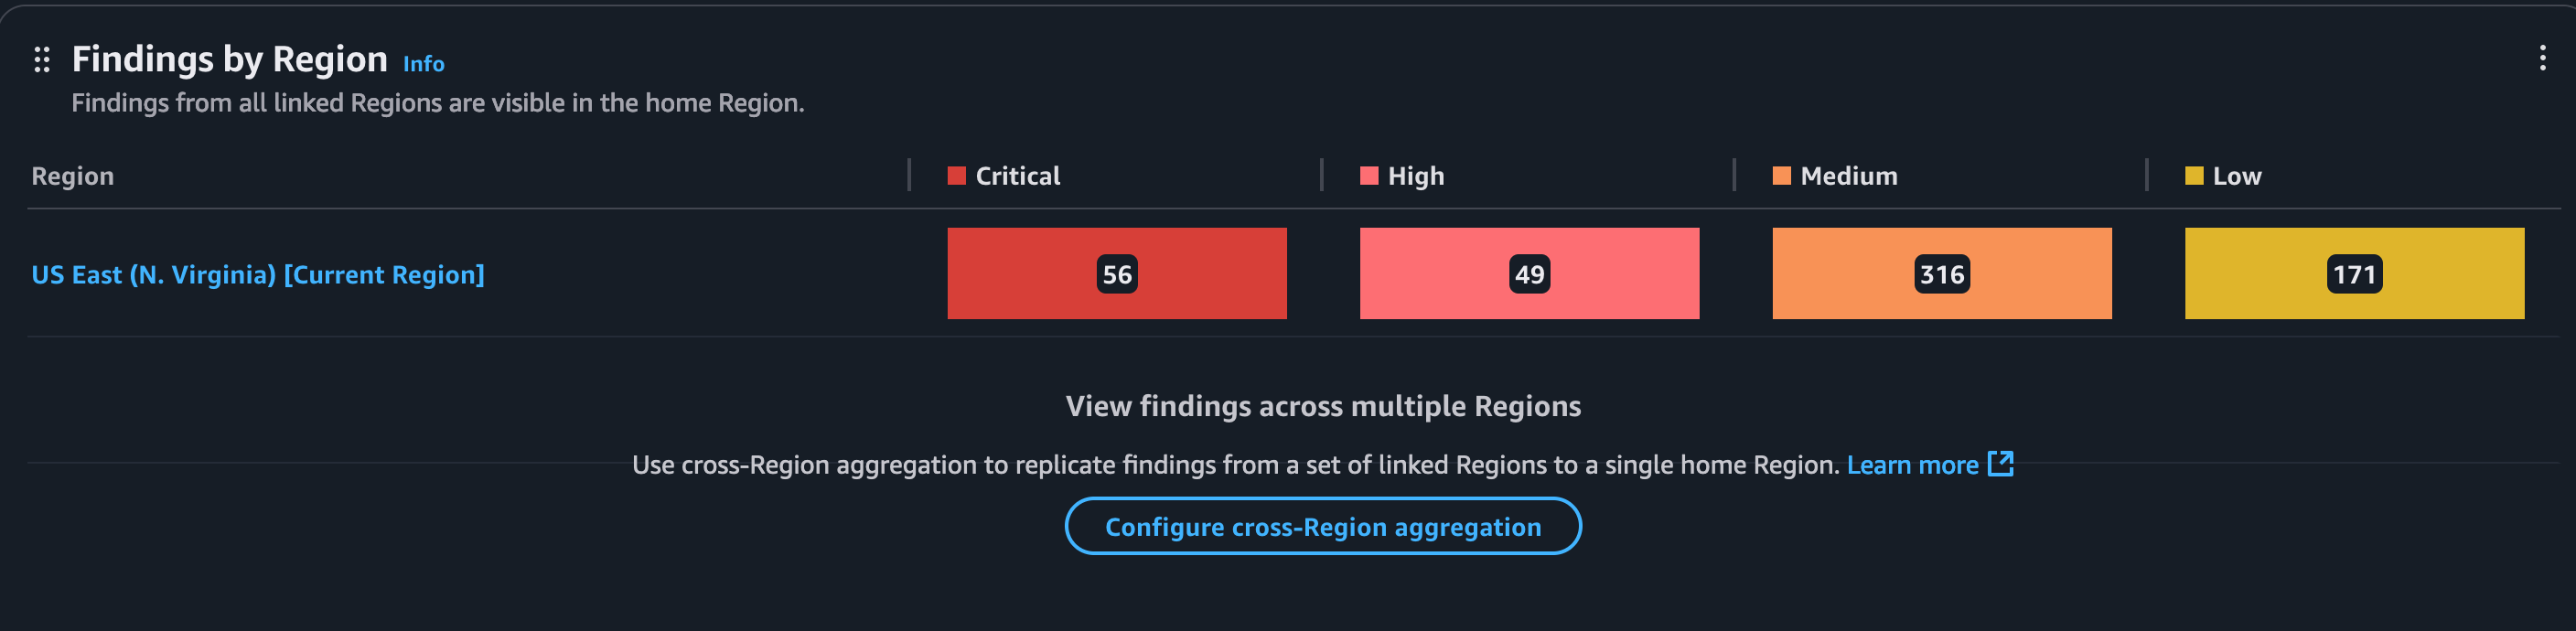 Findings by Region Info
Findings from all linked Regions are visible in the home Region.
Region Critical High Medium Low
US East (N. Virginia) [Current Region] 56 49 316 171
View findings across multiple Regions
Use cross-Region aggregation to replicate findings from a set of linked Regions to a single home Region. Learn more
Configure cross-Region aggregation